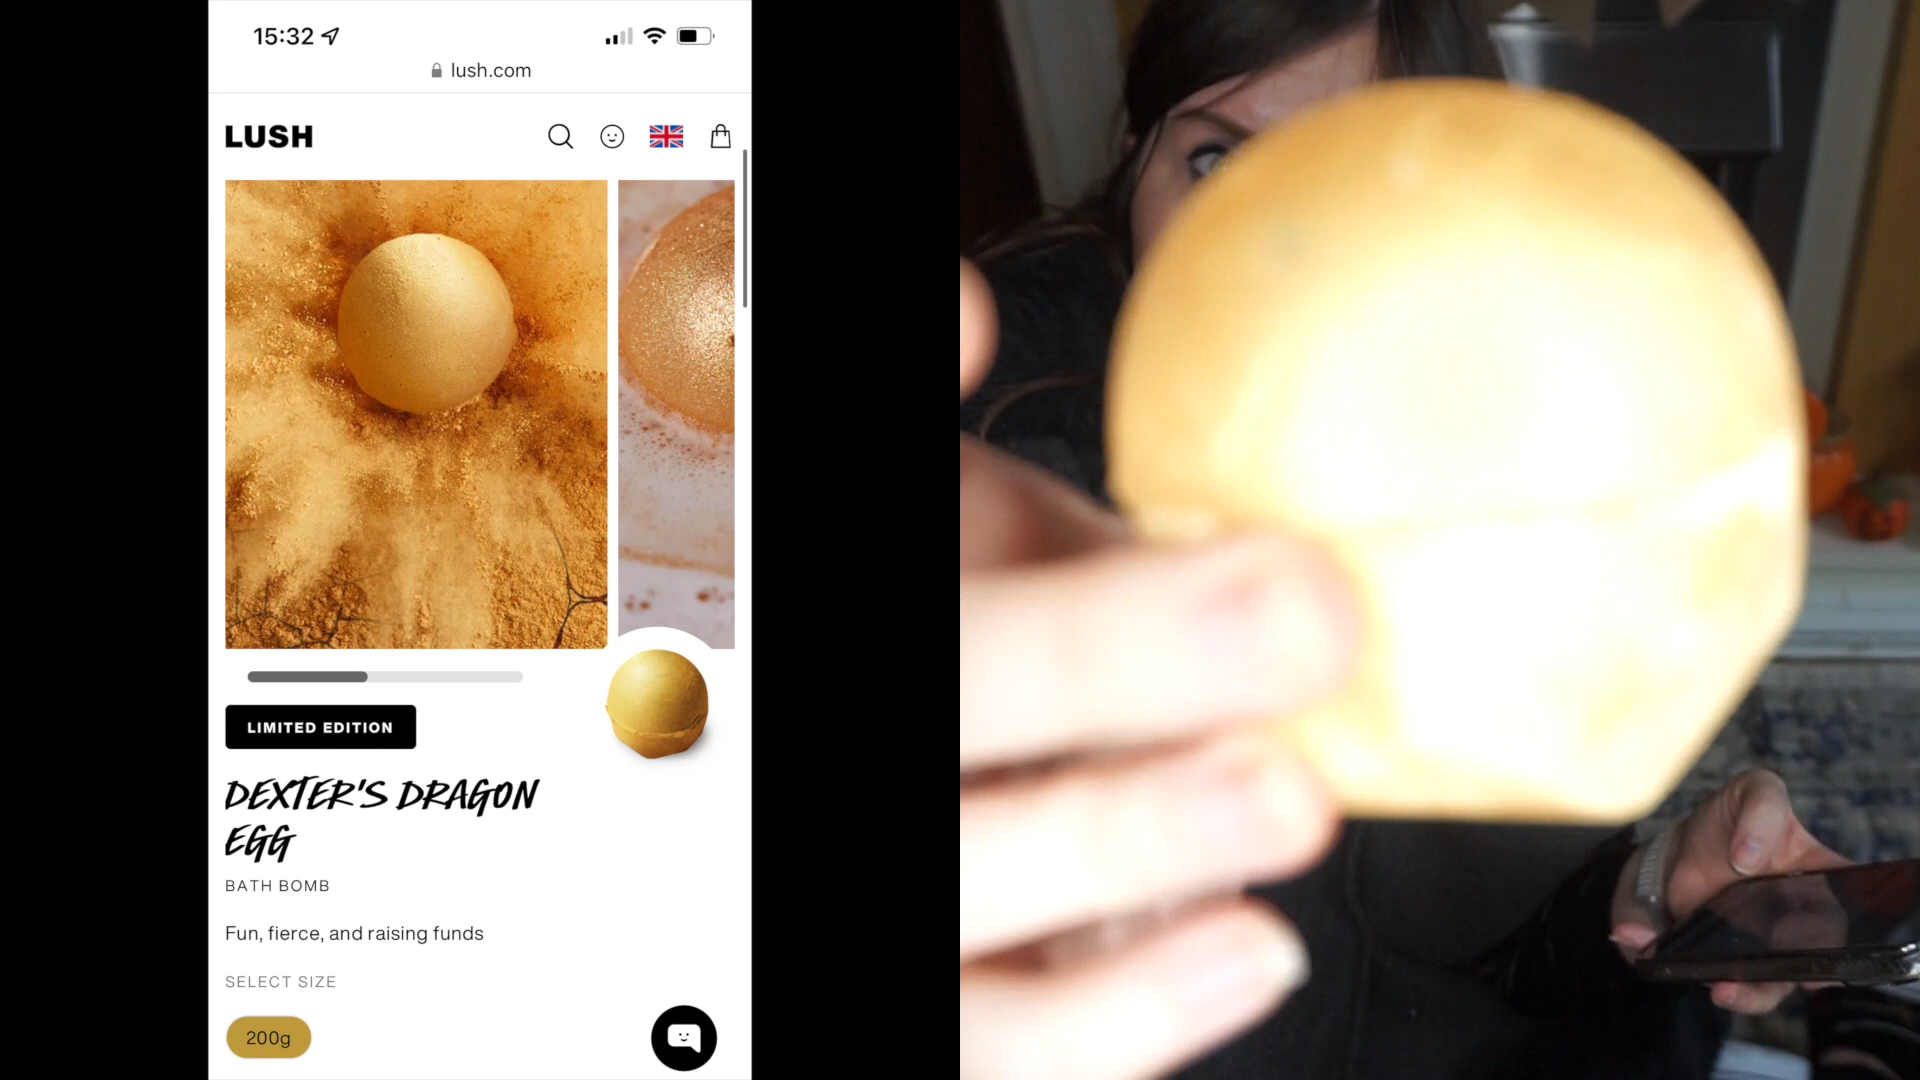 15:32
lush.com
LUSH
LIMITED EDITION
DEXTER'S DRAGON
EGG
BATH BOMB
Fun, fierce, and raising funds
SELECT SIZE
200g